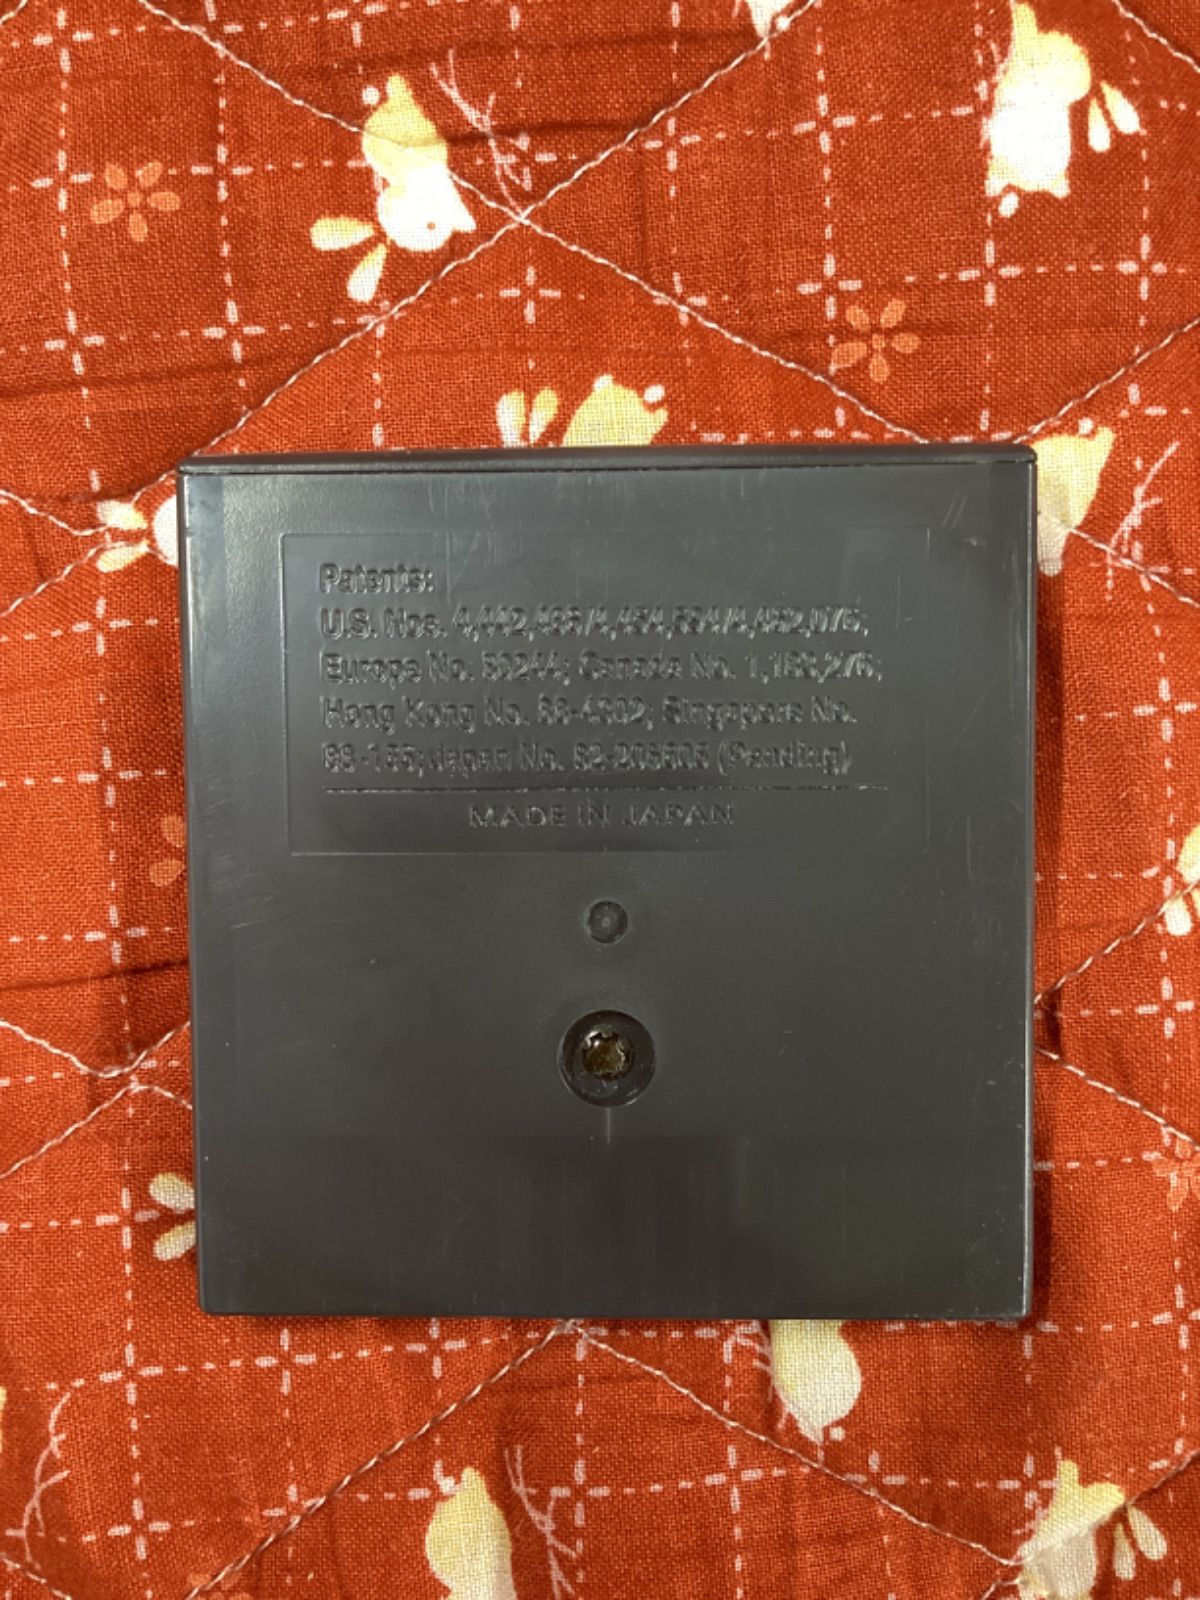 Patents:
U.S. Nos. 4,442,486/4,454,594/4,462,076;
Europe No. 80244; Canada No. 1,183,276;
Hong Kong No. 88-4302; Singapore No.
88-155; Japan No. 82-205605 (Pending)
MADE IN JAPAN